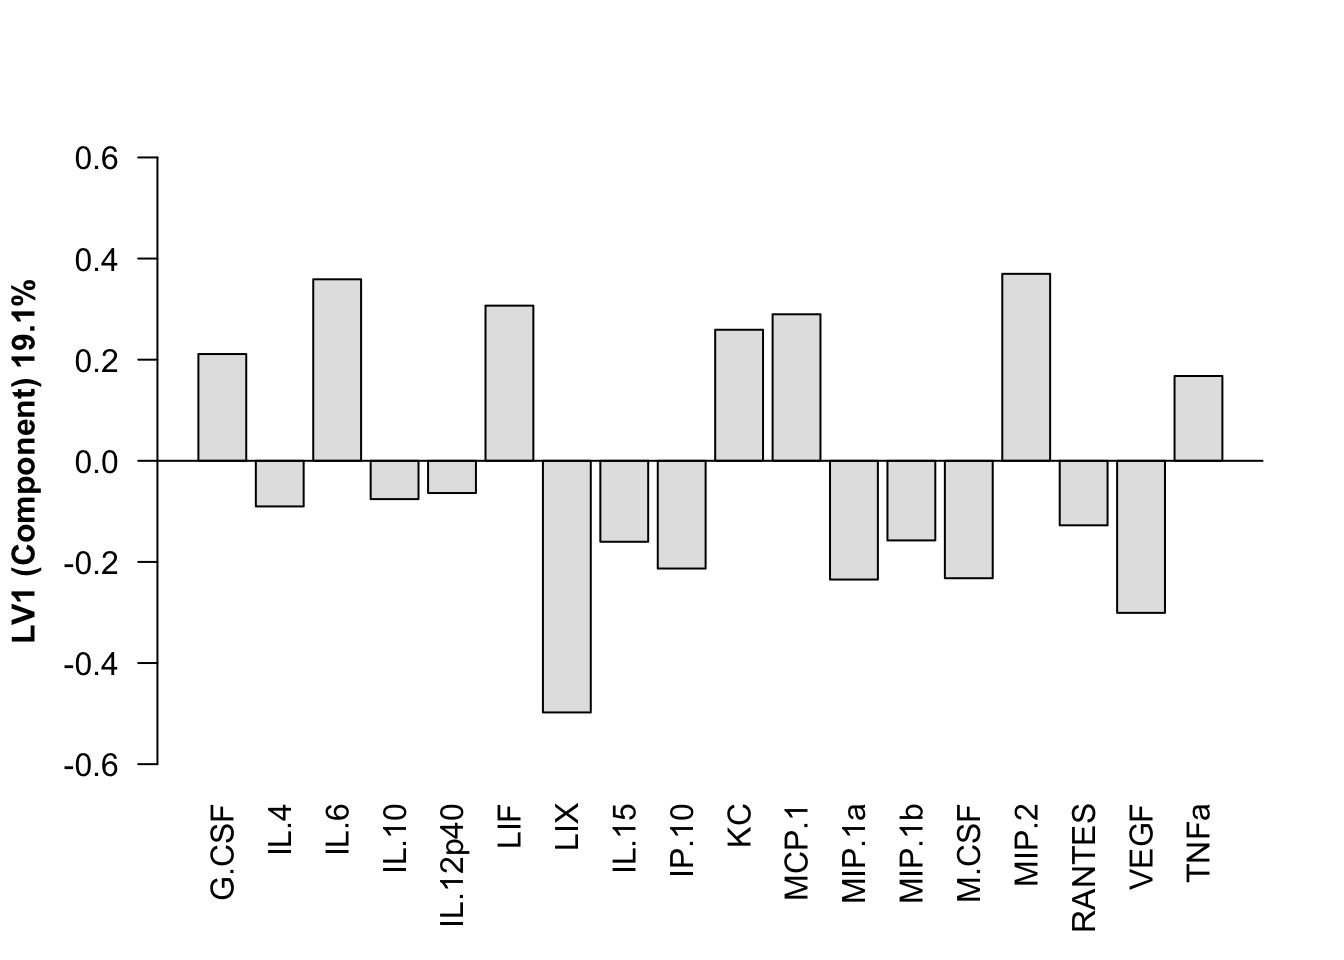 LV1 (Component) 19.1%
0.6
0.4
0.2
0.0
-0.2
-0.4
-0.6
G.CSF
IL.4
IL.6
IL.10
IL.12p40
LIF
LIX
IL.15
IP.10
KC
MCP.1
MIP.1a
MIP.1b
M.CSF
MIP.2
RANTES
VEGF
TNFa